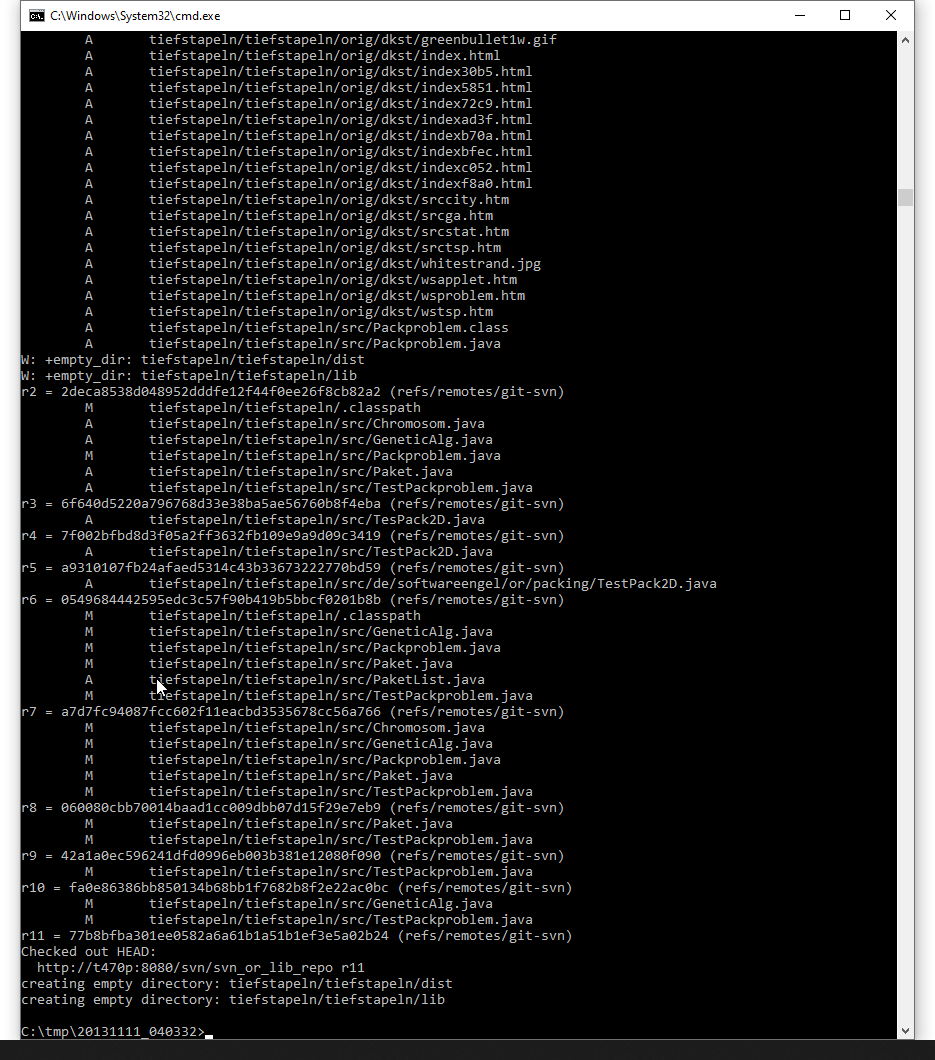 C:\Windows\System32\cmd.exe
A tiefstapeln/tiefstapeln/orig/dkst/greenbullet1w.gif
A tiefstapeln/tiefstapeln/orig/dkst/index.html
A tiefstapeln/tiefstapeln/orig/dkst/index30b5.html
A tiefstapeln/tiefstapeln/orig/dkst/index5851.html
A tiefstapeln/tiefstapeln/orig/dkst/index72c9.html
A tiefstapeln/tiefstapeln/orig/dkst/indexad3f.html
A tiefstapeln/tiefstapeln/orig/dkst/indexb70a.html
A tiefstapeln/tiefstapeln/orig/dkst/indexbfec.html
A tiefstapeln/tiefstapeln/orig/dkst/indexc052.html
A tiefstapeln/tiefstapeln/orig/dkst/indexf8a0.html
A tiefstapeln/tiefstapeln/orig/dkst/srccity.htm
A tiefstapeln/tiefstapeln/orig/dkst/srcga.htm
A tiefstapeln/tiefstapeln/orig/dkst/srcstat.htm
A tiefstapeln/tiefstapeln/orig/dkst/srctsp.htm
A tiefstapeln/tiefstapeln/orig/dkst/whitestrand.jpg
A tiefstapeln/tiefstapeln/orig/dkst/wsapplet.htm
A tiefstapeln/tiefstapeln/orig/dkst/wsproblem.htm
A tiefstapeln/tiefstapeln/orig/dkst/wstsp.htm
A tiefstapeln/tiefstapeln/src/Packproblem.class
A tiefstapeln/tiefstapeln/src/Packproblem.java
W: +empty_dir: tiefstapeln/tiefstapeln/dist
W: +empty_dir: tiefstapeln/tiefstapeln/lib
r2 = 2deca8538d048952dddfe12f44f0ee26f8cb82a2 (refs/remotes/git-svn)
M tiefstapeln/tiefstapeln/.classpath
A tiefstapeln/tiefstapeln/src/Chromosom.java
A tiefstapeln/tiefstapeln/src/GeneticAlg.java
M tiefstapeln/tiefstapeln/src/Packproblem.java
A tiefstapeln/tiefstapeln/src/Paket.java
A tiefstapeln/tiefstapeln/src/TestPackproblem.java
r3 = 6f640d5220a796768d33e38ba5ae56760b8f4eba (refs/remotes/git-svn)
A tiefstapeln/tiefstapeln/src/TesPack2D.java
r4 = 7f002bfbd8d3f05a2ff3632fb109e9a9d09c3419 (refs/remotes/git-svn)
A tiefstapeln/tiefstapeln/src/TestPack2D.java
r5 = a9310107fb24afaed5314c43b33673222770bd59 (refs/remotes/git-svn)
A tiefstapeln/tiefstapeln/src/de/softwareengel/or/packing/TestPack2D.java
r6 = 0549684442595edc3c57f90b419b5bbcf0201b8b (refs/remotes/git-svn)
M tiefstapeln/tiefstapeln/.classpath
M tiefstapeln/tiefstapeln/src/GeneticAlg.java
M tiefstapeln/tiefstapeln/src/Packproblem.java
M tiefstapeln/tiefstapeln/src/Paket.java
A tiefstapeln/tiefstapeln/src/PaketList.java
M tiefstapeln/tiefstapeln/src/TestPackproblem.java
r7 = a7d7fc94087fcc602f11eacbd3535678cc56a766 (refs/remotes/git-svn)
M tiefstapeln/tiefstapeln/src/Chromosom.java
M tiefstapeln/tiefstapeln/src/GeneticAlg.java
M tiefstapeln/tiefstapeln/src/Packproblem.java
M tiefstapeln/tiefstapeln/src/Paket.java
M tiefstapeln/tiefstapeln/src/TestPackproblem.java
r8 = 060080cbb70014baad1cc009dbb07d15f29e7eb9 (refs/remotes/git-svn)
M tiefstapeln/tiefstapeln/src/Paket.java
M tiefstapeln/tiefstapeln/src/TestPackproblem.java
r9 = 42a1a0ec596241dfd0996eb003b381e12080f090 (refs/remotes/git-svn)
M tiefstapeln/tiefstapeln/src/TestPackproblem.java
r10 = fa0e86386bb850134b68bb1f7682b8f2e22ac0bc (refs/remotes/git-svn)
M tiefstapeln/tiefstapeln/src/GeneticAlg.java
M tiefstapeln/tiefstapeln/src/TestPackproblem.java
r11 = 77b8bfba301ee0582a6a61b1a51b1ef3e5a02b24 (refs/remotes/git-svn)
Checked out HEAD:
http://t470p:8080/svn/svn_or_lib_repo r11
creating empty directory: tiefstapeln/tiefstapeln/dist
creating empty directory: tiefstapeln/tiefstapeln/lib
C:\tmp\20131111_040332>